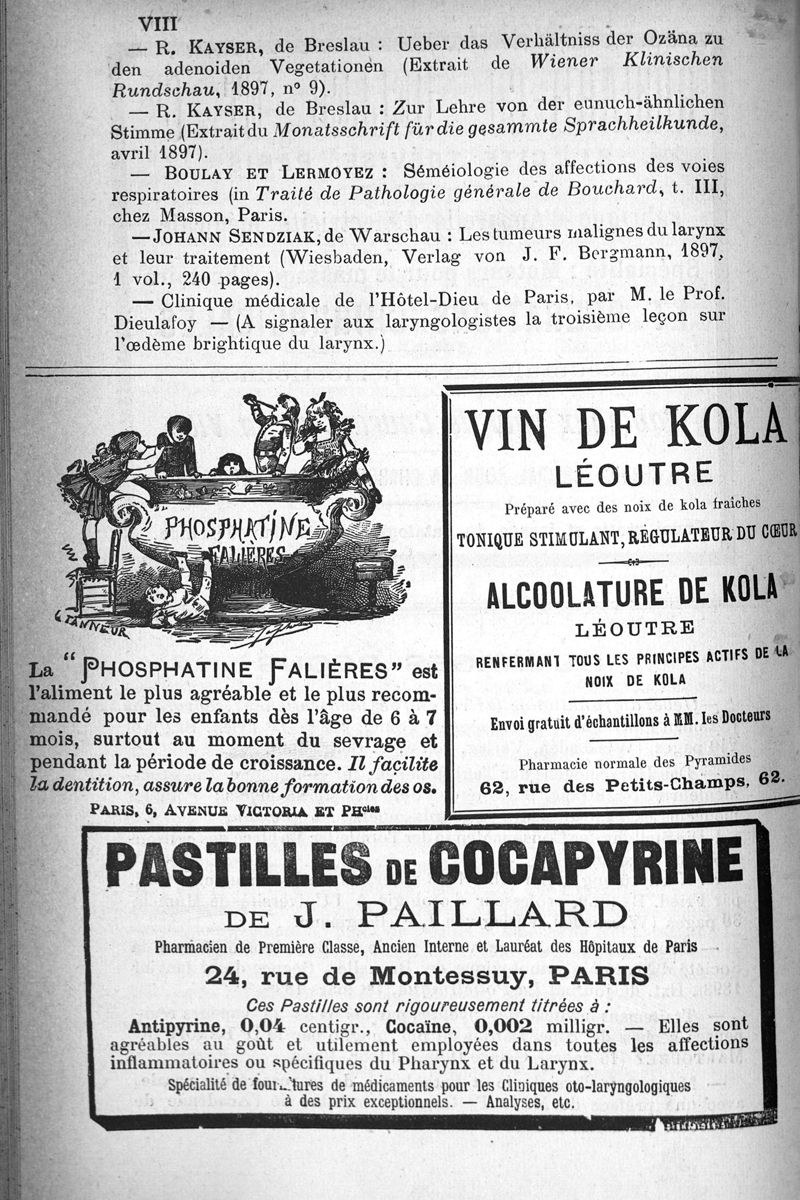 VIII
— R. KAYSER, de Breslau : Ueber das Verhältniss der Ozäna zu
den adenoiden Vegetationèn (Extrait de Wiener Klinischen
Rundschau, 1897, n° 9).
— R. KAYSER, de Breslau : Zur Lehre von der eunuch-ähnlichen
Stimme (Extrait du Monatsschrift für die gesammte Sprachheilkunde,
avril 1897).
— BOULAY ET LERMOYEZ : Séméiologie des affections des voies
respiratoires (in Traité de Pathologie générale de Bouchard, t. III,
chez Masson, Paris.
— JOHANN SENDZIAK, de Warschau : Les tumeurs malignes du larynx
et leur traitement (Wiesbaden, Verlag von J. F. Bergmann, 1897,
1 vol., 240 pages).
— Clinique médicale de l'Hôtel-Dieu de Paris, par M. le Prof.
Dieulafoy — (A signaler aux laryngologistes la troisième leçon sur
l'œdème brightique du larynx.)
PHOSPHATINE
FALIÈRES
TANNEUR
La "PHOSPHATINE FALIÈRES" est
l'aliment le plus agréable et le plus recom-
mandé pour les enfants dès l'âge de 6 à 7
mois, surtout au moment du sevrage et
pendant la période de croissance. Il facilite
la dentition, assure la bonne formation des os.
PARIS, 6, AVENUE VICTORIA ET PHcies
VIN DE KOLA
LÉOUTRE
Préparé avec des noix de kola fraiches
TONIQUE STIMULANT, RÉGULATEUR DU CŒUR
ALCOOLATURE DE KOLA
LÉOUTRE
RENFERMANT TOUS LES PRINCIPES ACTIFS DE LA
NOIX DE KOLA
Envoi gratuit d'échantillons à MM. les Docteurs
Pharmacie normale des Pyramides
62, rue des Petits-Champs, 62.
PASTILLES DE COCAPYRINE
DE J. PAILLARD
Pharmacien de Première Classe, Ancien Interne et Lauréat des Hôpitaux de Paris
24, rue de Montessuy, PARIS
Ces Pastilles sont rigoureusement titrées à :
Antipyrine, 0,04 centigr., Cocaïne, 0,002 milligr. — Elles sont
agréables au goût et utilement employées dans toutes les affections
inflammatoires ou spécifiques du Pharynx et du Larynx.
Spécialité de fournitures de médicaments pour les Cliniques oto-laryngologiques
à des prix exceptionnels. — Analyses, etc.